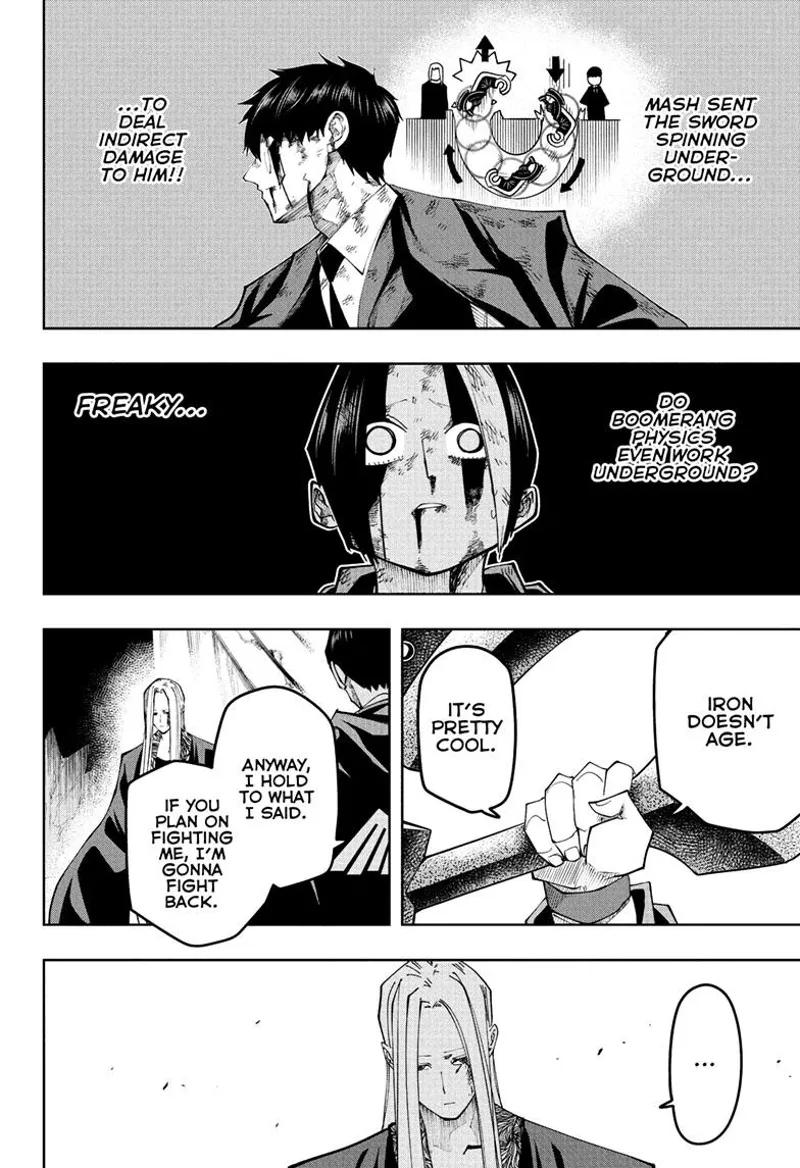 MASH SENT
THE SWORD
SPINNING
UNDER-
GROUND...
...TO
DEAL
INDIRECT
DAMAGE
TO HIM!!
DO
BOOMERANG
PHYSICS
EVEN WORK
UNDERGROUND?
FREAKY...
IRON
DOESN'T
AGE.
IT'S
PRETTY
COOL.
ANYWAY,
I HOLD
TO WHAT
I SAID.
IF YOU
PLAN ON
FIGHTING
ME, I'M
GONNA
FIGHT
BACK.
...